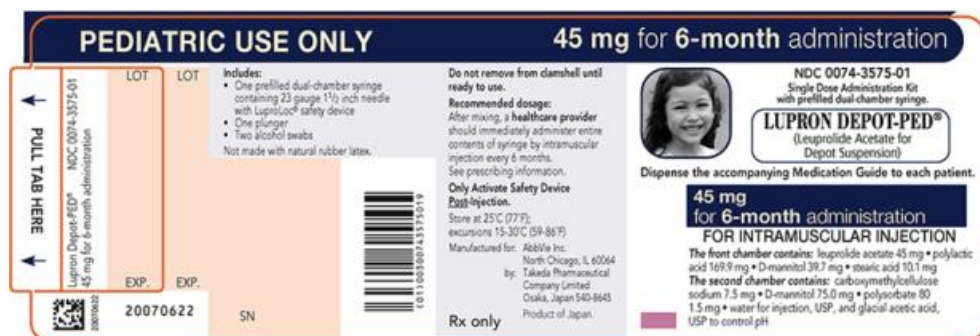 PEDIATRIC USE ONLY
45 mg for 6-month administration
PULL TAB HERE
Lupron Depot-PED® NDC 0074-3575-01
45 mg for 6-month administration
LOT
EXP.
LOT
EXP.
20070622
20070622
SN
Includes:
• One prefilled dual-chamber syringe
containing 23 gauge 1½ inch needle
with LuproLoc® safety device
• One plunger
• Two alcohol swabs
Not made with natural rubber latex.
(01)00300743575019
Do not remove from clamshell until
ready to use.
Recommended dosage:
After mixing, a healthcare provider
should immediately administer entire
contents of syringe by intramuscular
injection every 6 months.
See prescribing information.
Only Activate Safety Device
Post-Injection.
Store at 25°C (77°F);
excursions 15-30°C (59-86°F)
Manufactured for: AbbVie Inc.
North Chicago, IL 60064
by: Takeda Pharmaceutical
Company Limited
Osaka, Japan 540-8645
Product of Japan.
Rx only
NDC 0074-3575-01
Single Dose Administration Kit
with prefilled dual-chamber syringe.
LUPRON DEPOT-PED®
(Leuprolide Acetate for
Depot Suspension)
Dispense the accompanying Medication Guide to each patient.
45 mg
for 6-month administration
FOR INTRAMUSCULAR INJECTION
The front chamber contains: leuprolide acetate 45 mg • polylactic
acid 169.9 mg • D-mannitol 39.7 mg • stearic acid 10.1 mg
The second chamber contains: carboxymethylcellulose
sodium 7.5 mg • D-mannitol 75.0 mg • polysorbate 80
1.5 mg • water for injection, USP, and glacial acetic acid,
USP to control pH